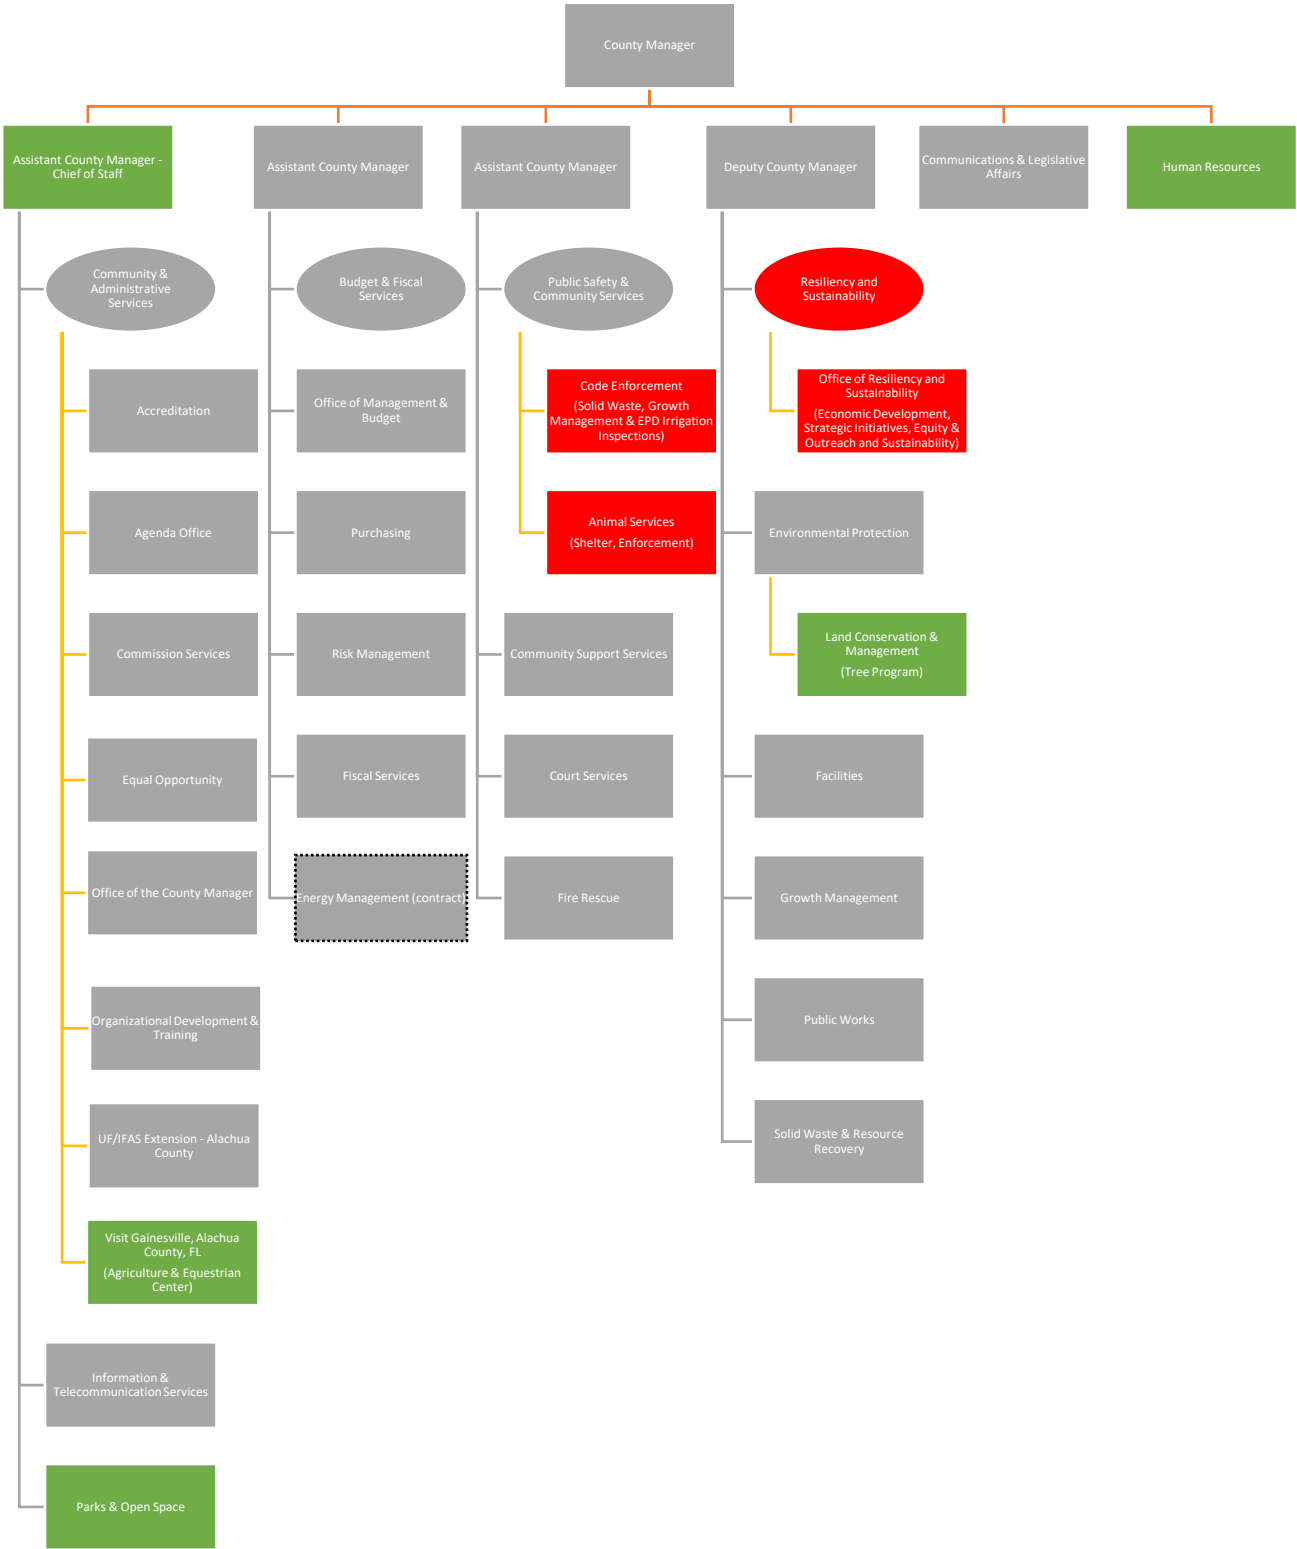 County Manager
Assistant County Manager -
Chief of Staff
Assistant County Manager
Assistant County Manager
Deputy County Manager
Communications & Legislative
Affairs
Human Resources
Community &
Administrative
Services
Accreditation
Agenda Office
Commission Services
Equal Opportunity
Office of the County Manager
Organizational Development &
Training
UF/IFAS Extension - Alachua
County
Visit Gainesville, Alachua
County, FL
(Agriculture & Equestrian
Center)
Information &
Telecommunication Services
Parks & Open Space
Budget & Fiscal
Services
Office of Management &
Budget
Purchasing
Risk Management
Fiscal Services
Energy Management (contract)
Public Safety &
Community Services
Code Enforcement
(Solid Waste, Growth
Management & EPD Irrigation
Inspections)
Animal Services
(Shelter, Enforcement)
Community Support Services
Court Services
Fire Rescue
Resiliency and
Sustainability
Office of Resiliency and
Sustainability
(Economic Development,
Strategic Initiatives, Equity &
Outreach and Sustainability)
Environmental Protection
Land Conservation &
Management
(Tree Program)
Facilities
Growth Management
Public Works
Solid Waste & Resource
Recovery